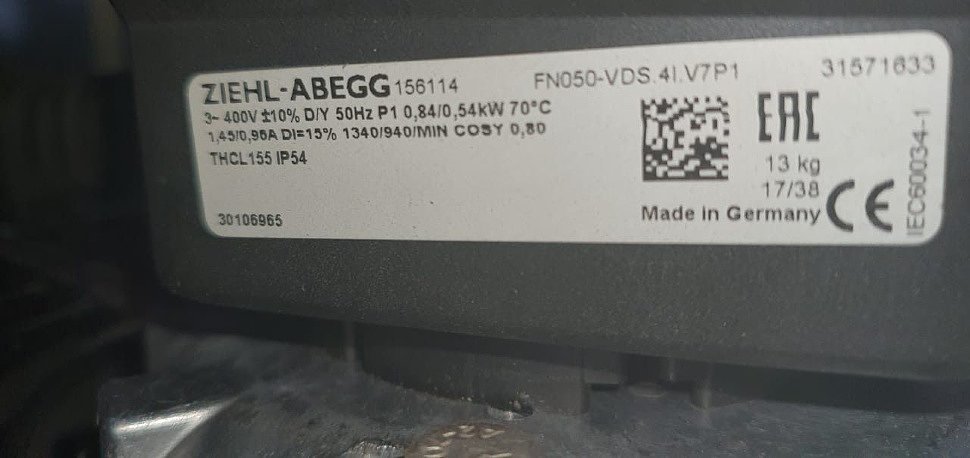 ZIEHL-ABEGG 156114 FN050-VDS.4I.V7P1 31571633
3~ 400V ±10% D/Y 50Hz P1 0,84/0,54kW 70°C
1,45/0,96A DI=15% 1340/940/MIN COSY 0,80
THCL155 IP54
EAC
13 kg
17/38
Made in Germany CE
30106965
IEC60034-1